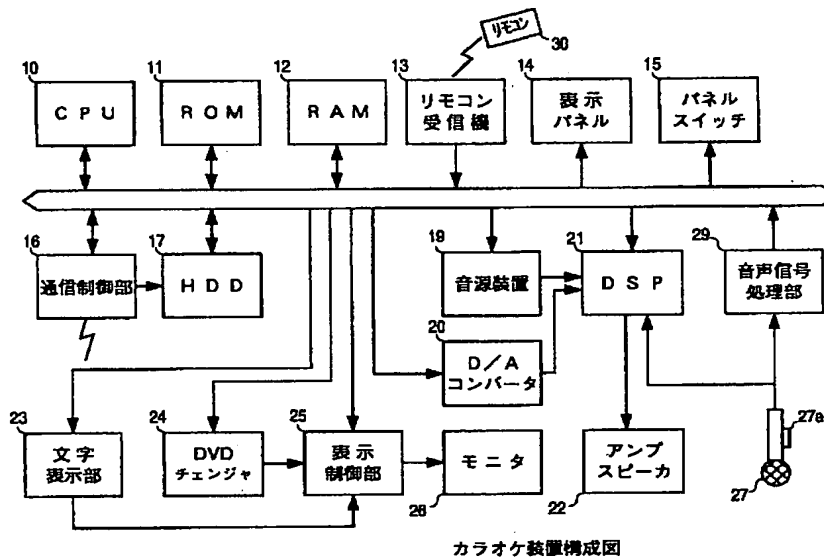 リモコン
30
10
CPU
11
ROM
12
RAM
13
リモコン
受信機
14
表示
パネル
15
パネル
スイッチ
16
通信制御部
17
HDD
19
音源装置
20
D/A
コンバータ
21
DSP
29
音声信号
処理部
23
文字
表示部
24
DVD
チェンジャ
25
表示
制御部
モニタ
26
アンプ
スピーカ
22
27a
27
カラオケ装置構成図